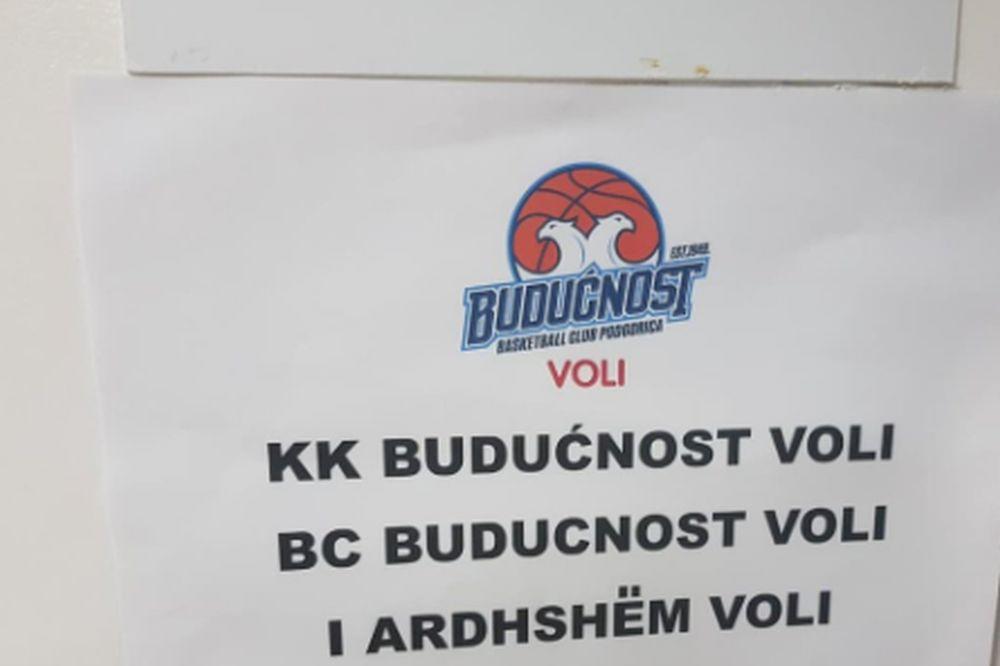 EST.1949.
BUDUĆNOST
BASKETBALL CLUB PODGORICA
VOLI
KK BUDUĆNOST VOLI
BC BUDUCNOST VOLI
I ARDHSHËM VOLI